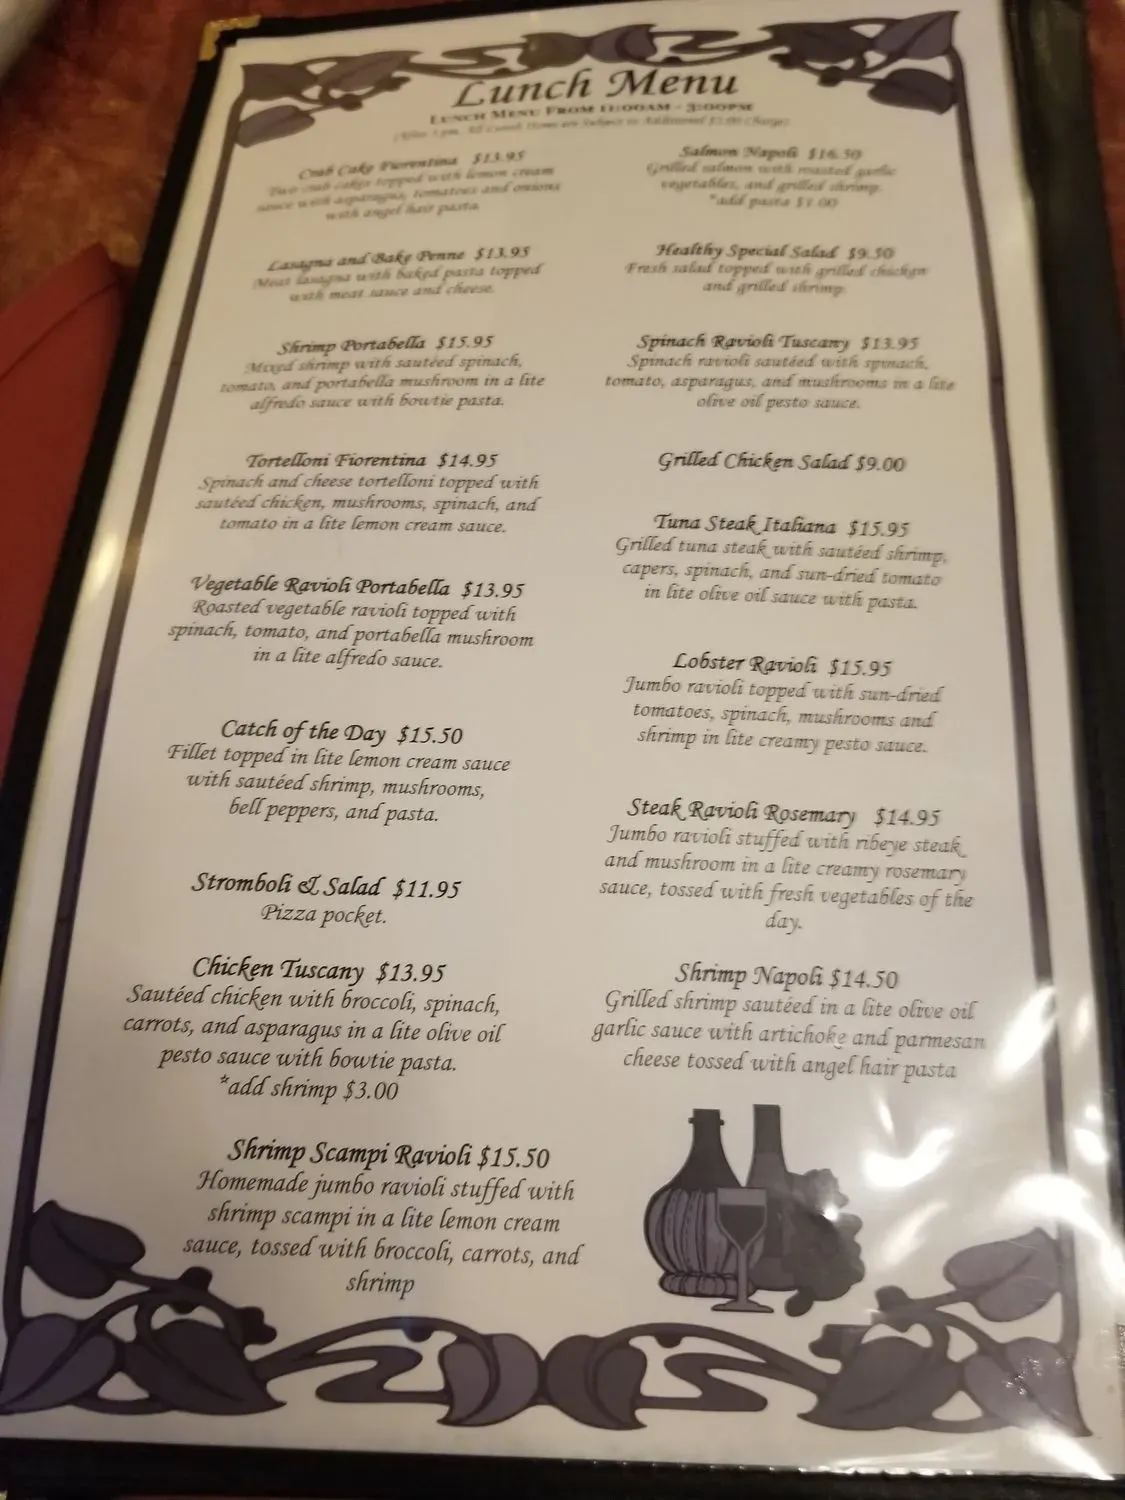 Lunch Menu
LUNCH MENU FROM 11:00AM - 3:00PM
(After 3 pm, All Lunch Items are Subject to Additional $3.00 Charge)
Crab Cake Fiorentina $13.95
Two crab cakes topped with lemon cream
sauce with asparagus, tomatoes and onions
with angel hair pasta.
Lasagna and Bake Penne $13.95
Meat lasagna with baked pasta topped
with meat sauce and cheese.
Shrimp Portabella $15.95
Mixed shrimp with sautéed spinach,
tomato, and portabella mushroom in a lite
alfredo sauce with bowtie pasta.
Tortelloni Fiorentina $14.95
Spinach and cheese tortelloni topped with
sautéed chicken, mushrooms, spinach, and
tomato in a lite lemon cream sauce.
Vegetable Ravioli Portabella $13.95
Roasted vegetable ravioli topped with
spinach, tomato, and portabella mushroom
in a lite alfredo sauce.
Catch of the Day $15.50
Fillet topped in lite lemon cream sauce
with sautéed shrimp, mushrooms,
bell peppers, and pasta.
Stromboli & Salad $11.95
Pizza pocket.
Chicken Tuscany $13.95
Sautéed chicken with broccoli, spinach,
carrots, and asparagus in a lite olive oil
pesto sauce with bowtie pasta.
*add shrimp $3.00
Shrimp Scampi Ravioli $15.50
Homemade jumbo ravioli stuffed with
shrimp scampi in a lite lemon cream
sauce, tossed with broccoli, carrots, and
shrimp
Salmon Napoli $16.50
Grilled salmon with roasted garlic
vegetables, and grilled shrimp.
*add pasta $1.00
Healthy Special Salad $9.50
Fresh salad topped with grilled chicken
and grilled shrimp.
Spinach Ravioli Tuscany $13.95
Spinach ravioli sautéed with spinach,
tomato, asparagus, and mushrooms in a lite
olive oil pesto sauce.
Grilled Chicken Salad $9.00
Tuna Steak Italiana $15.95
Grilled tuna steak with sautéed shrimp,
capers, spinach, and sun-dried tomato
in lite olive oil sauce with pasta.
Lobster Ravioli $15.95
Jumbo ravioli topped with sun-dried
tomatoes, spinach, mushrooms and
shrimp in lite creamy pesto sauce.
Steak Ravioli Rosemary $14.95
Jumbo ravioli stuffed with ribeye steak
and mushroom in a lite creamy rosemary
sauce, tossed with fresh vegetables of the
day.
Shrimp Napoli $14.50
Grilled shrimp sautéed in a lite olive oil
garlic sauce with artichoke and parmesan
cheese tossed with angel hair pasta